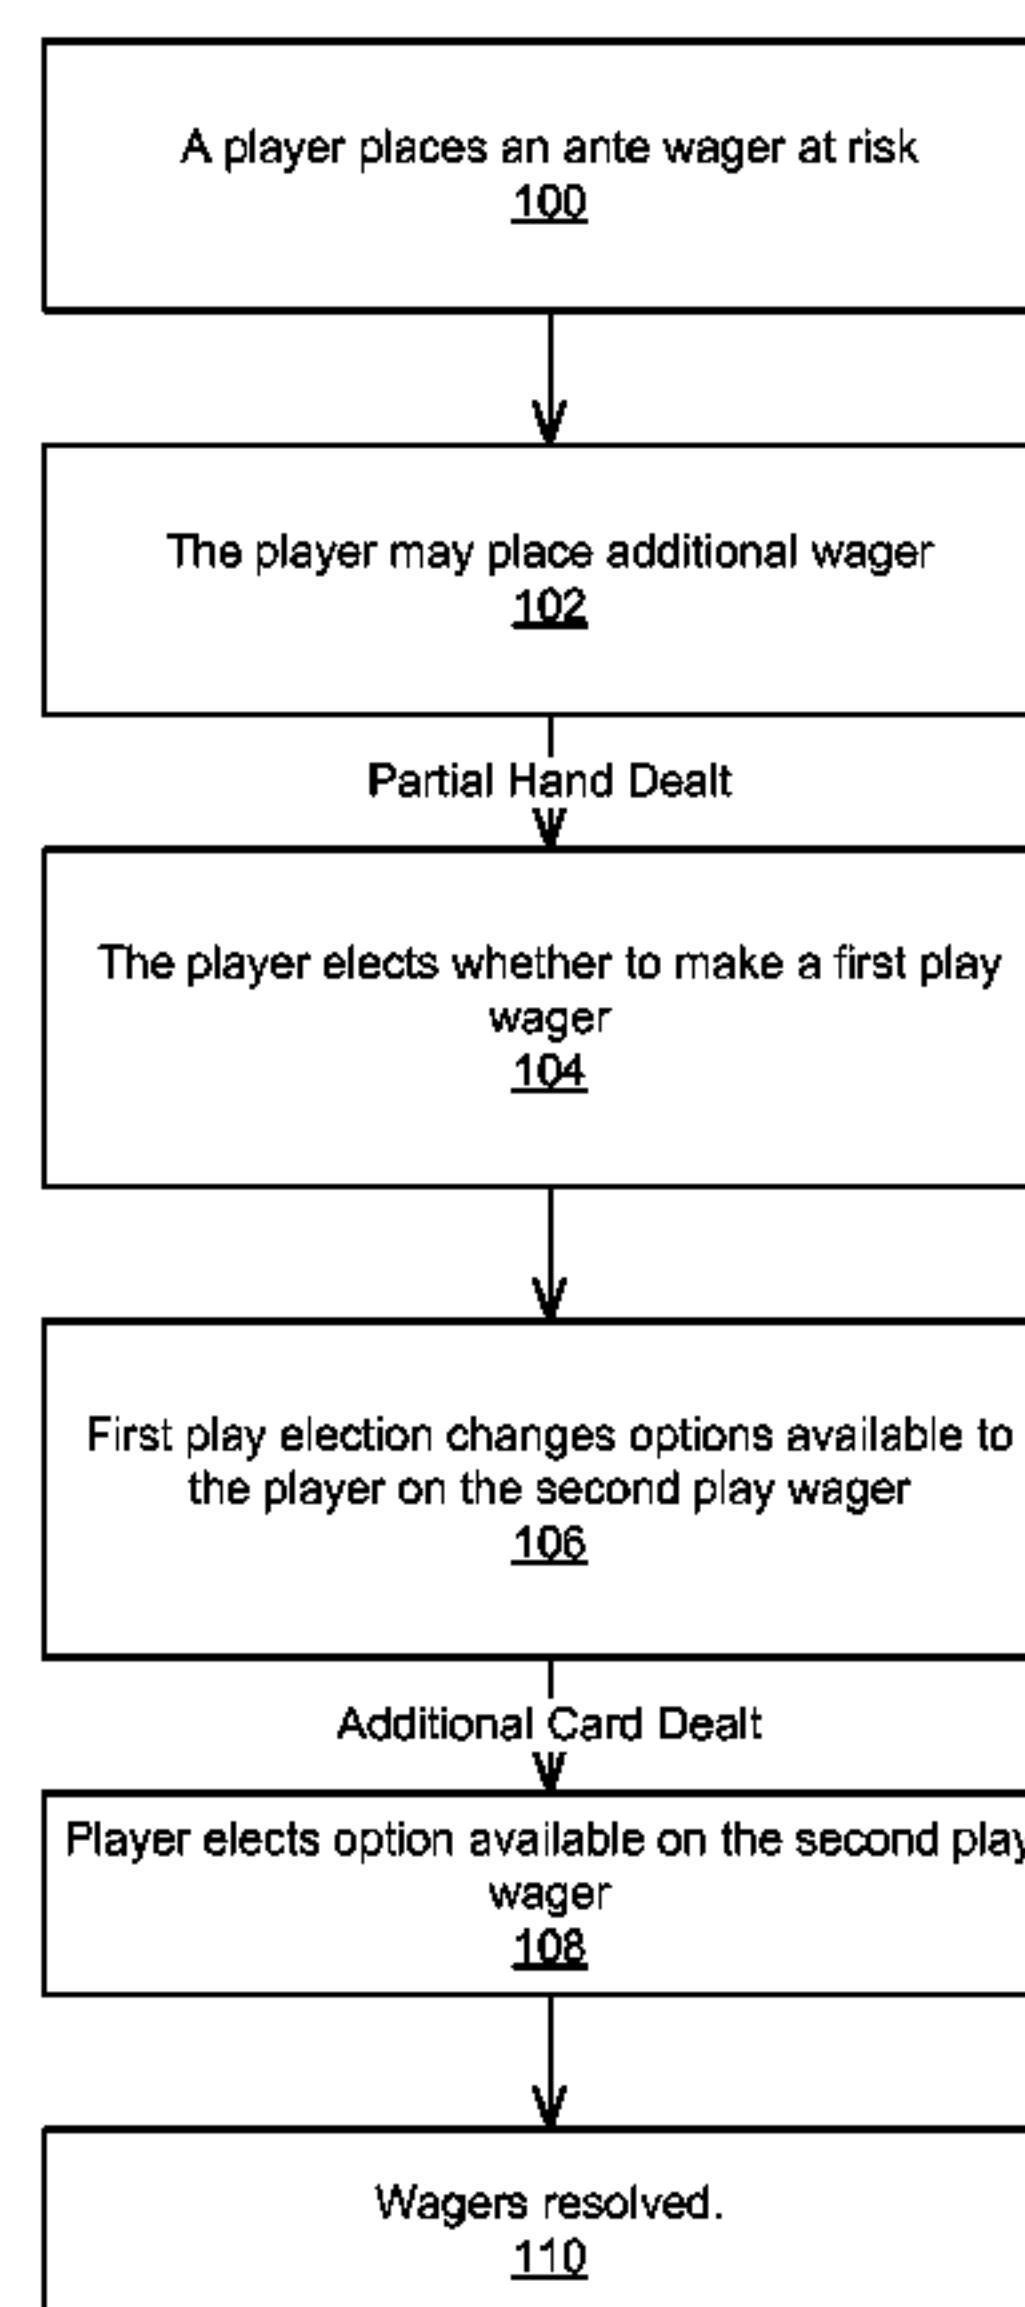 A player places an ante wager at risk
100
The player may place additional wager
102
Partial Hand Dealt
The player elects whether to make a first play
wager
104
First play election changes options available to
the player on the second play wager
106
Additional Card Dealt
Player elects option available on the second play
wager
108
Wagers resolved.
110